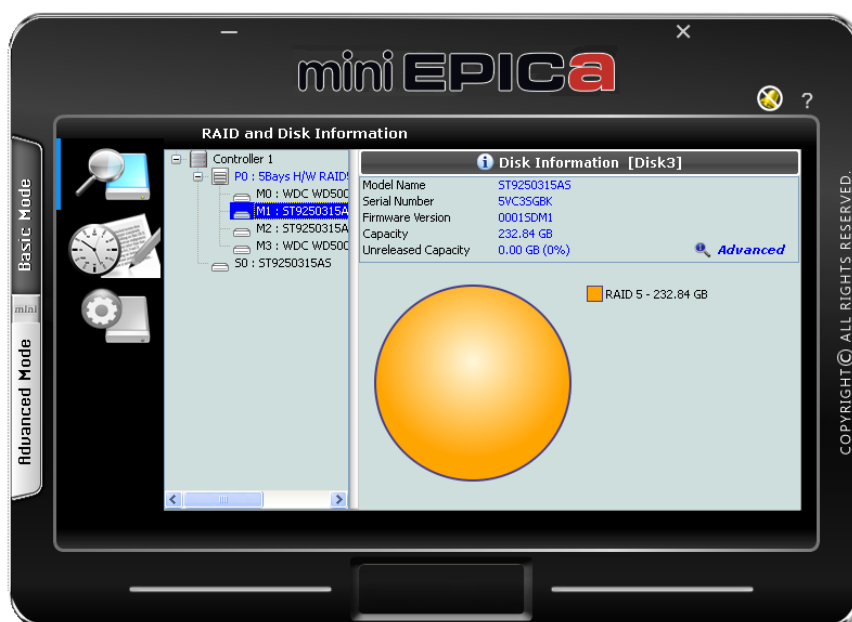 mini EPICa
?
RAID and Disk Information
Basic Mode
mini
Advanced Mode
Controller 1
P0 : 5Bays H/W RAID
M0 : WDC WD500
M1 : ST9250315A
M2 : ST9250315A
M3 : WDC WD500
S0 : ST9250315AS
Disk Information [Disk3]
Model Name ST9250315AS
Serial Number 5VC3SGBK
Firmware Version 0001SDM1
Capacity 232.84 GB
Unreleased Capacity 0.00 GB (0%)
Advanced
RAID 5 - 232.84 GB
COPYRIGHT© ALL RIGHTS RESERVED.